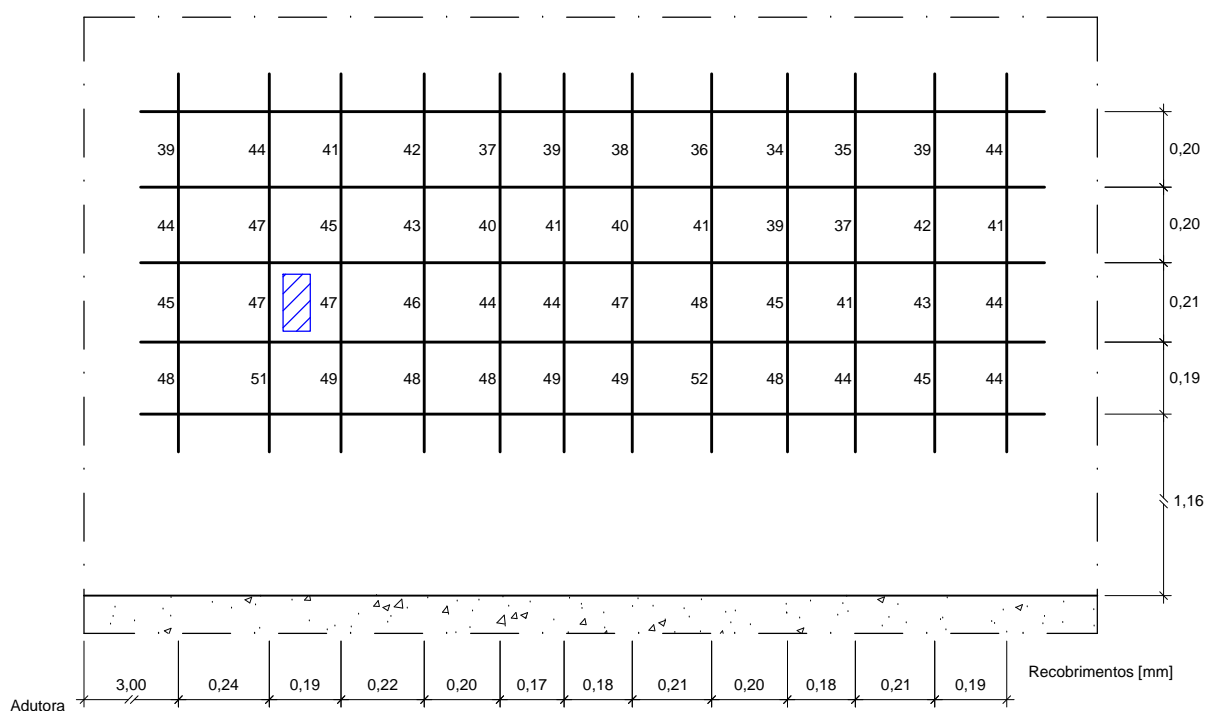 39 44 41 42 37 39 38 36 34 35 39 44 0,20
44 47 45 43 40 41 40 41 39 37 42 41 0,20
45 47 47 46 44 44 47 48 45 41 43 44 0,21
48 51 49 48 48 49 49 52 48 44 45 44 0,19
1,16
Recobrimentos [mm]
3,00 0,24 0,19 0,22 0,20 0,17 0,18 0,21 0,20 0,18 0,21 0,19
Adutora